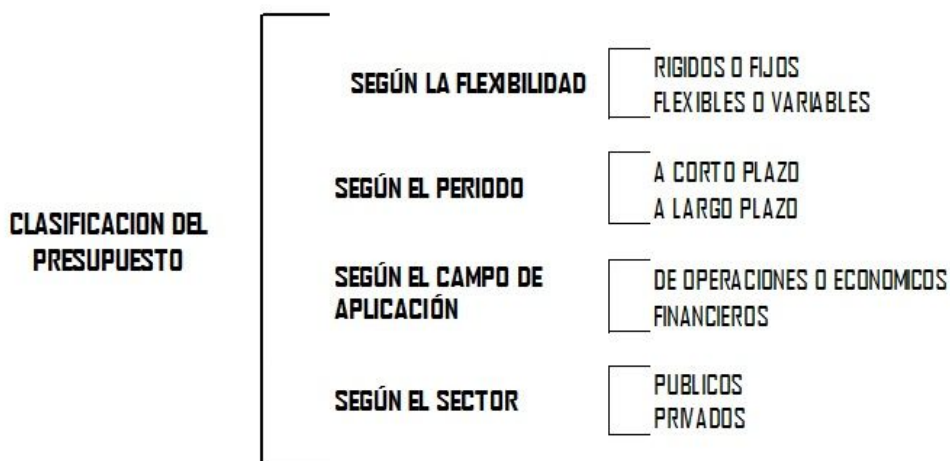 CLASIFICACION DEL
PRESUPUESTO
SEGÚN LA FLEXIBILIDAD
RIGIDOS O FIJOS
FLEXIBLES O VARIABLES
SEGÚN EL PERIODO
A CORTO PLAZO
A LARGO PLAZO
SEGÚN EL CAMPO DE
APLICACIÓN
DE OPERACIONES O ECONOMICOS
FINANCIEROS
SEGÚN EL SECTOR
PUBLICOS
PRIVADOS